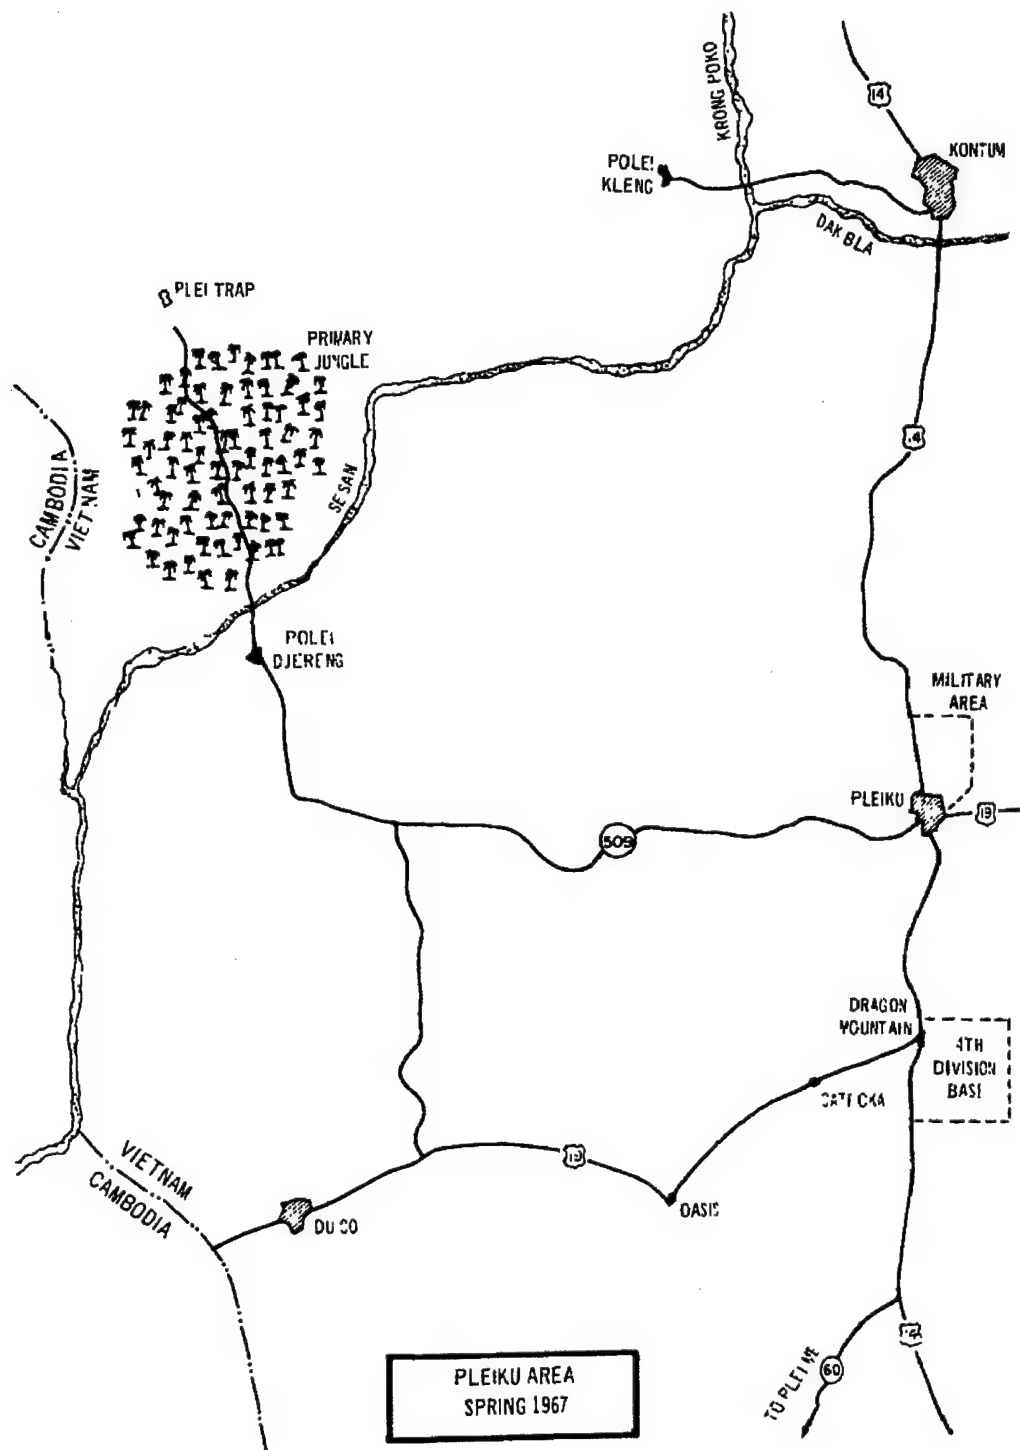 KRONG POKO
14
KONTUM
POLEI
KLENG
DAK BLA
PLEI TRAP
PRIMARY
JUNGLE
14
CAMBODIA
VIETNAM
SE SAN
POLEI
DJERENG
MILITARY
AREA
PLEIKU
19
509
DRAGON
MOUNTAIN
4TH
DIVISION
BASE
CATECKA
19
OASIS
VIETNAM
CAMBODIA
DUCO
14
TO PLEI ME
60
PLEIKU AREA
SPRING 1967